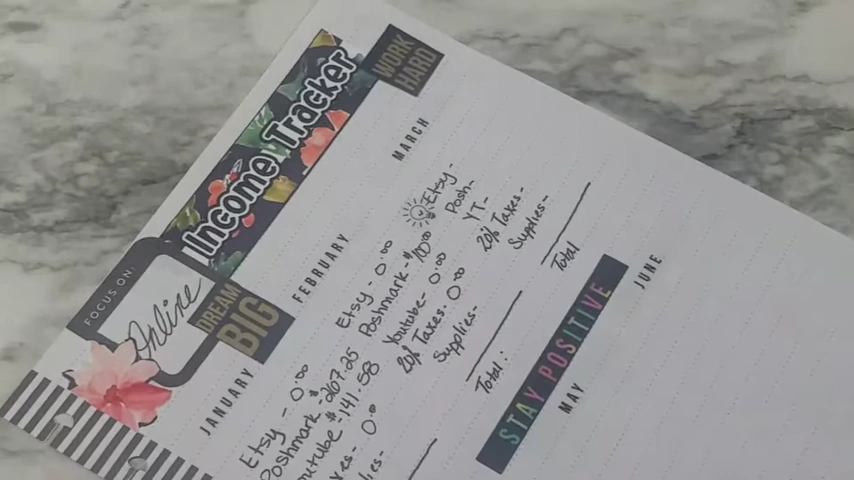 WORK
HARD
Income Tracker
FOCUS ON:
Online
DREAM
BIG
JANUARY
Etsy - 0.00
Poshmark - $267.25
Youtube - $141.58
0.00
FEBRUARY
Etsy - 0.00
Poshmark - $
Youtube - 0.00
20% Taxes - 0.00
Supplies-
Total:
MARCH
Etsy-
Posh-
YT-
20% Taxes-
Supplies-
Total
STAY POSITIVE
MAY
JUNE